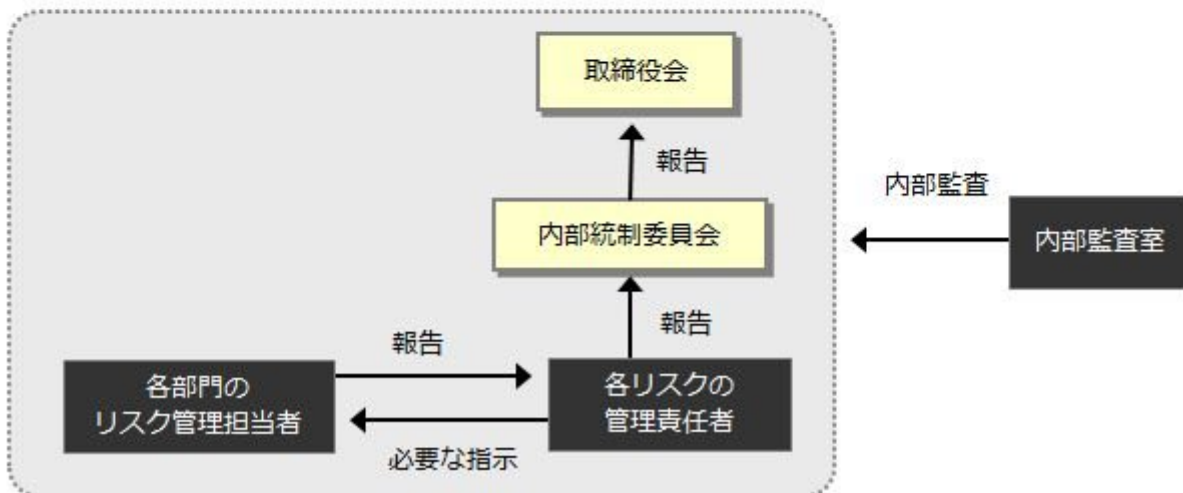 取締役会
報告
内部監査
内部統制委員会
内部監査室
報告
報告
各部門の
リスク管理担当者
各リスクの
管理責任者
必要な指示